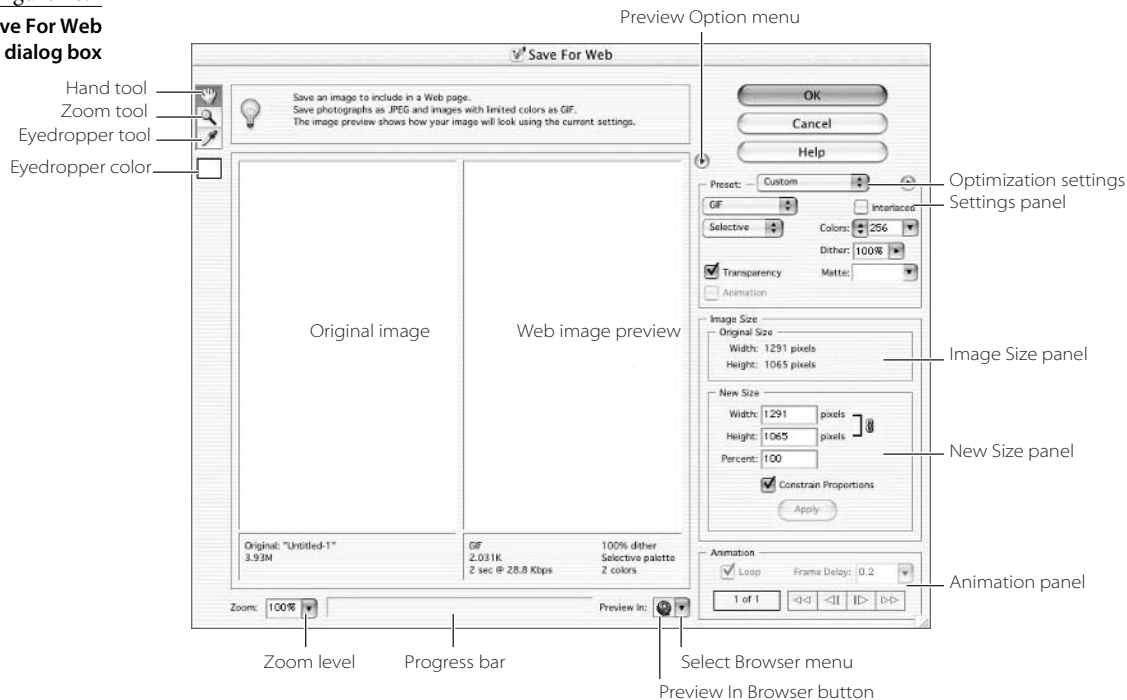 ve For Web
dialog box
Preview Option menu
Save For Web
Hand tool
Zoom tool
Eyedropper tool
Eyedropper color
Save an image to include in a Web page.
Save photographs as JPEG and images with limited colors as GIF.
The image preview shows how your image will look using the current settings.
OK
Cancel
Help
Preset: Custom
Optimization settings
GIF
Interlaced
Settings panel
Selective
Colors: 256
Dither: 100%
Transparency
Matte:
Animation
Original image
Web image preview
Image Size
Original Size
Width: 1291 pixels
Height: 1065 pixels
Image Size panel
New Size
Width: 1291 pixels
Height: 1065 pixels
Percent: 100
New Size panel
Constrain Proportions
Apply
Original: "Untitled-1"
3.93M
GIF
2.031K
2 sec @ 28.8 Kbps
100% dither
Selective palette
2 colors
Animation
Loop
Frame Delay: 0.2
1 of 1
Animation panel
Zoom: 100%
Preview In:
Zoom level
Progress bar
Select Browser menu
Preview In Browser button